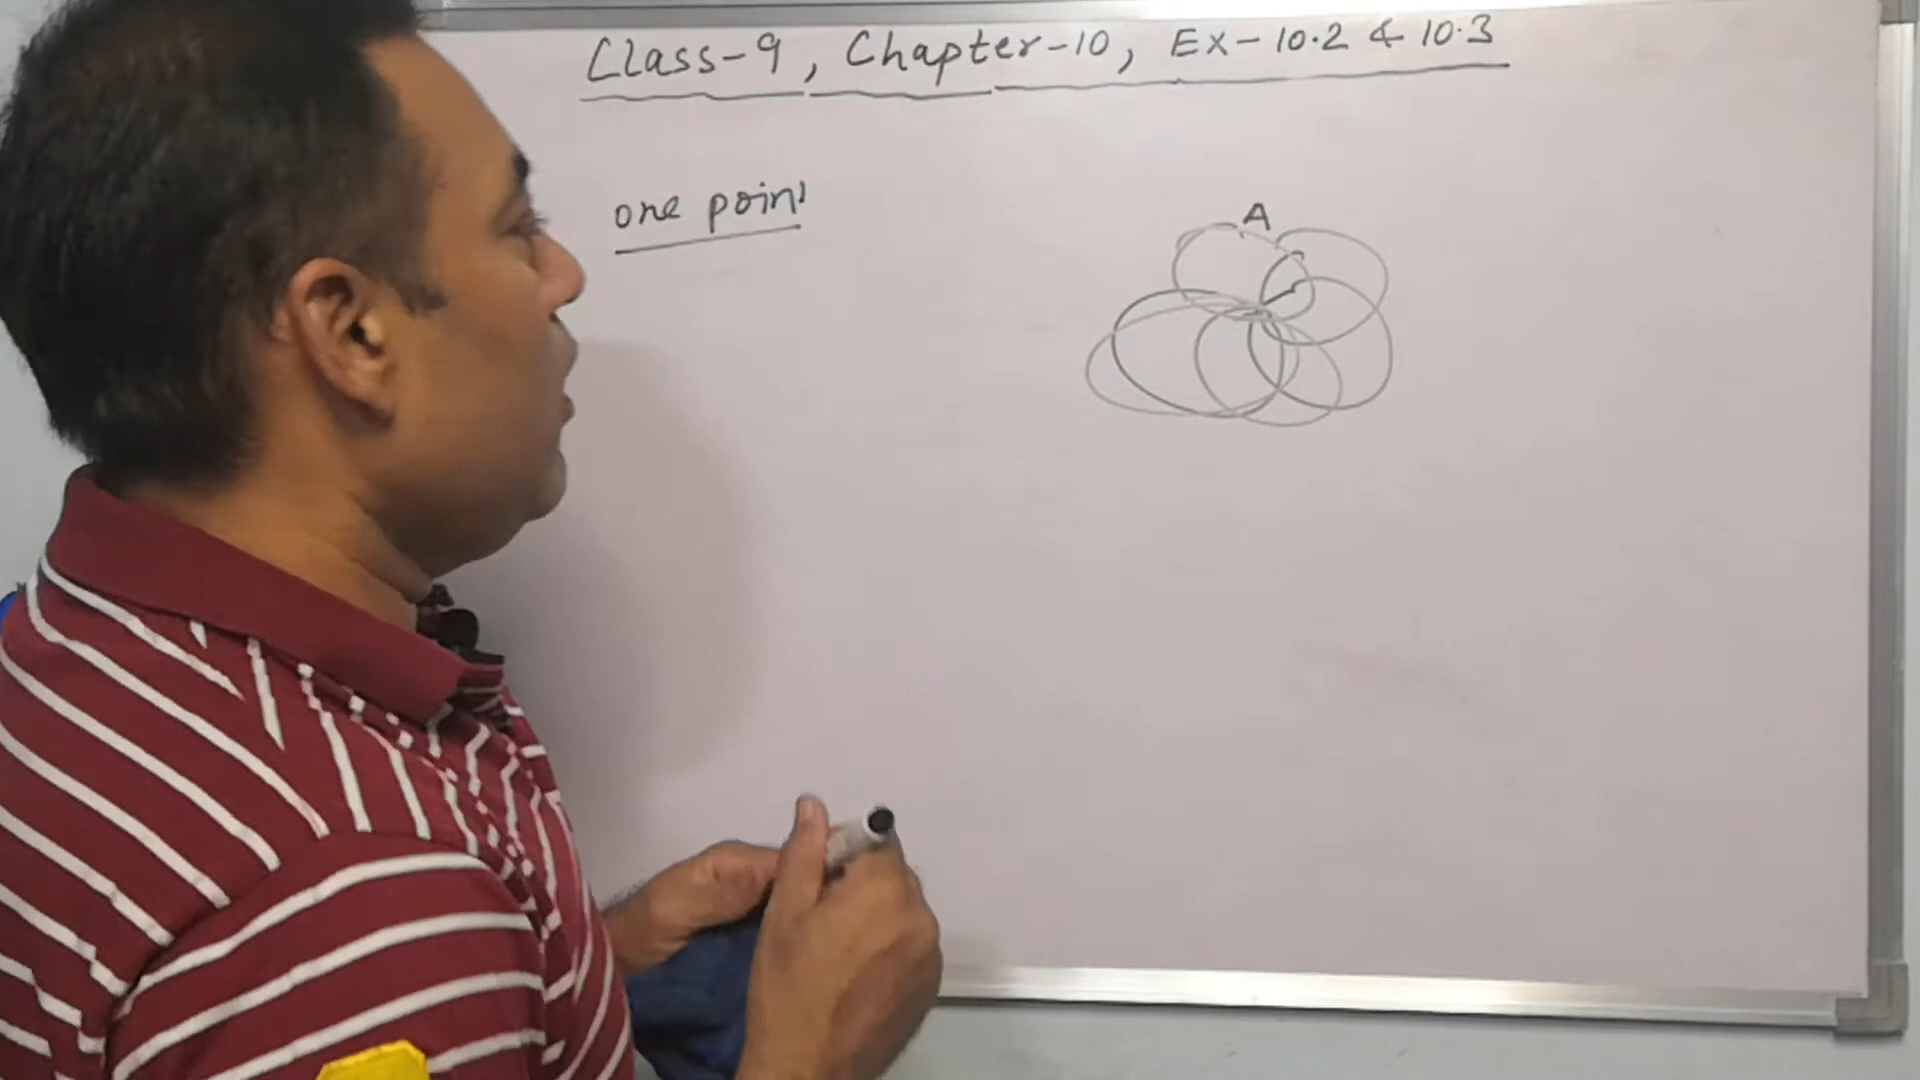 Class-9, Chapter-10, Ex-10.2 & 10.3
one point
A